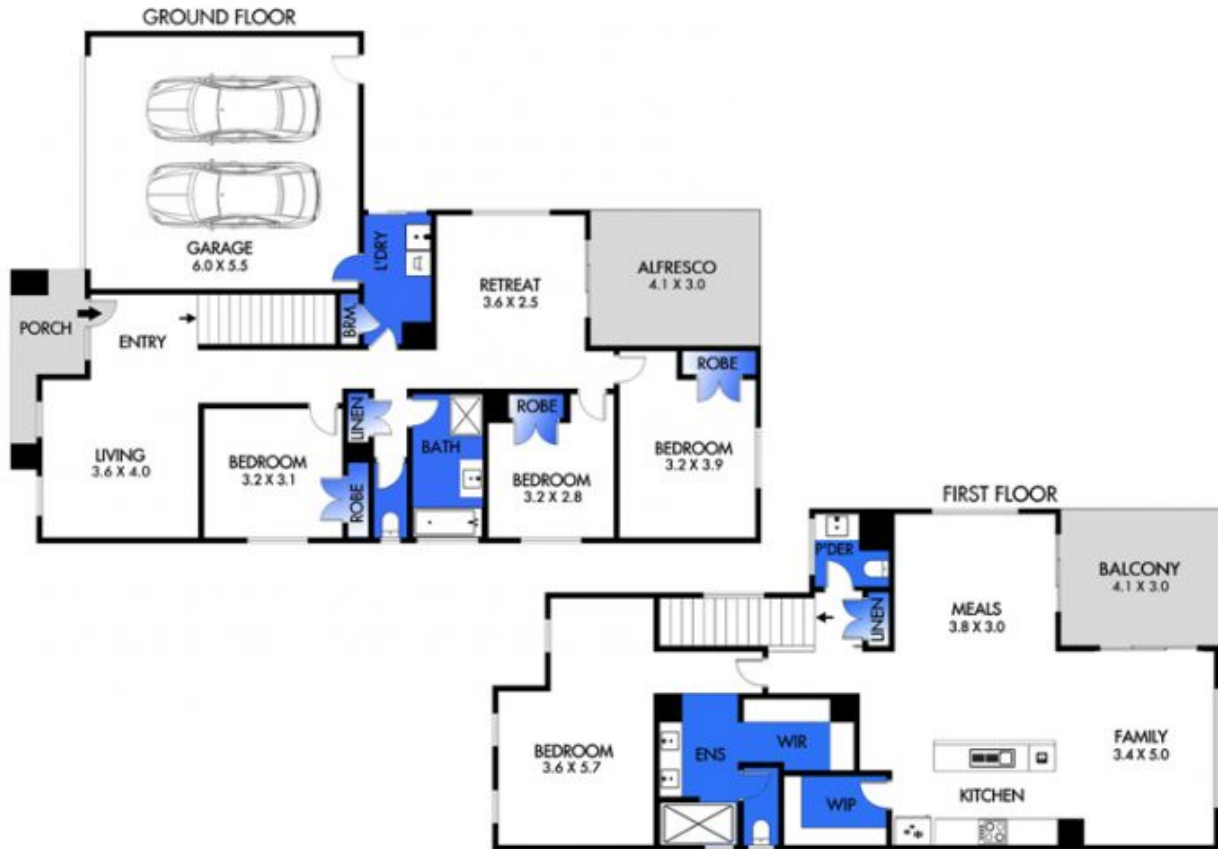 GROUND FLOOR
GARAGE
6.0 X 5.5
L'DRY
RETREAT
3.6 X 2.5
ALFRESCO
4.1 X 3.0
PORCH
ENTRY
BRM.
ROBE
LINEN
ROBE
BATH
LIVING
3.6 X 4.0
BEDROOM
3.2 X 3.1
ROBE
BEDROOM
3.2 X 2.8
BEDROOM
3.2 X 3.9
FIRST FLOOR
P'DER
BALCONY
4.1 X 3.0
LINEN
MEALS
3.8 X 3.0
BEDROOM
3.6 X 5.7
ENS
WIR
FAMILY
3.4 X 5.0
WIP
KITCHEN